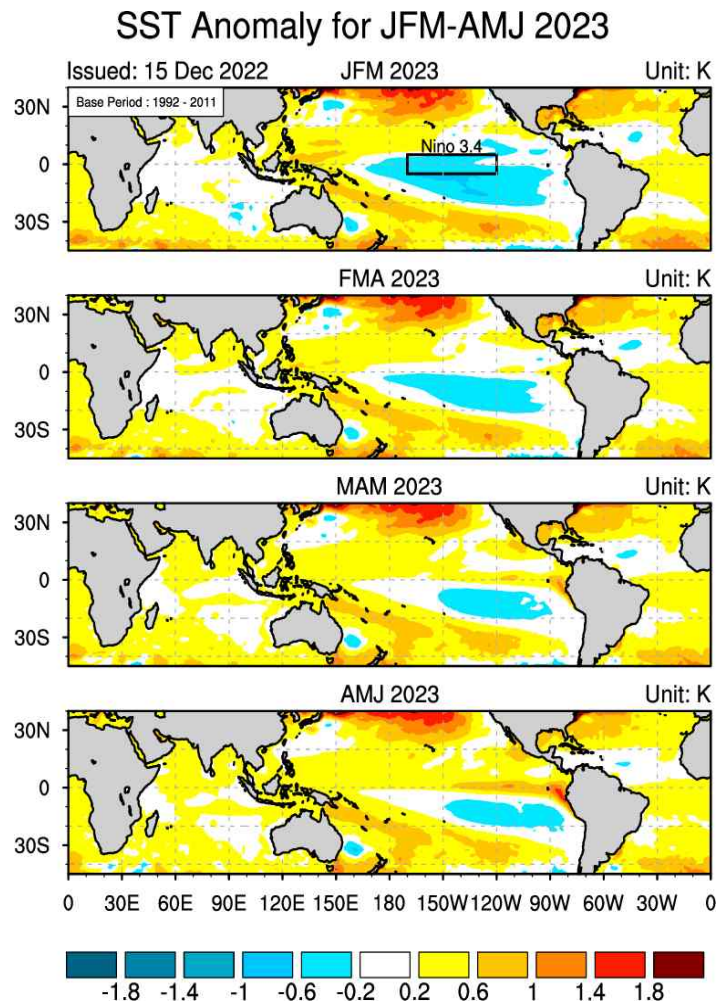 SST Anomaly for JFM-AMJ 2023
Issued: 15 Dec 2022 JFM 2023 Unit: K
Base Period : 1992 - 2011
30N
Nino 3.4
0
30S
FMA 2023 Unit: K
30N
0
30S
MAM 2023 Unit: K
30N
0
30S
AMJ 2023 Unit: K
30N
0
30S
0 30E 60E 90E 120E 150E 180 150W 120W 90W 60W 30W 0
-1.8 -1.4 -1 -0.6 -0.2 0.2 0.6 1 1.4 1.8